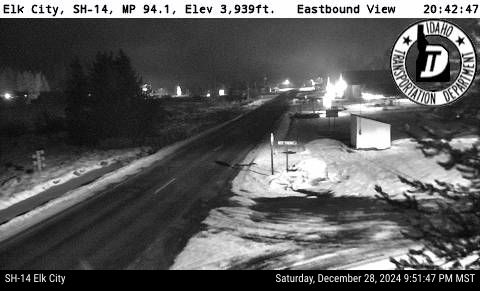 Elk City, SH-14, MP 94.1, Elev 3,939ft. Eastbound View 20:42:47
IDAHO
TRANSPORTATION DEPARTMENT
SH-14 Elk City
Saturday, December 28, 2024 9:51:47 PM MST